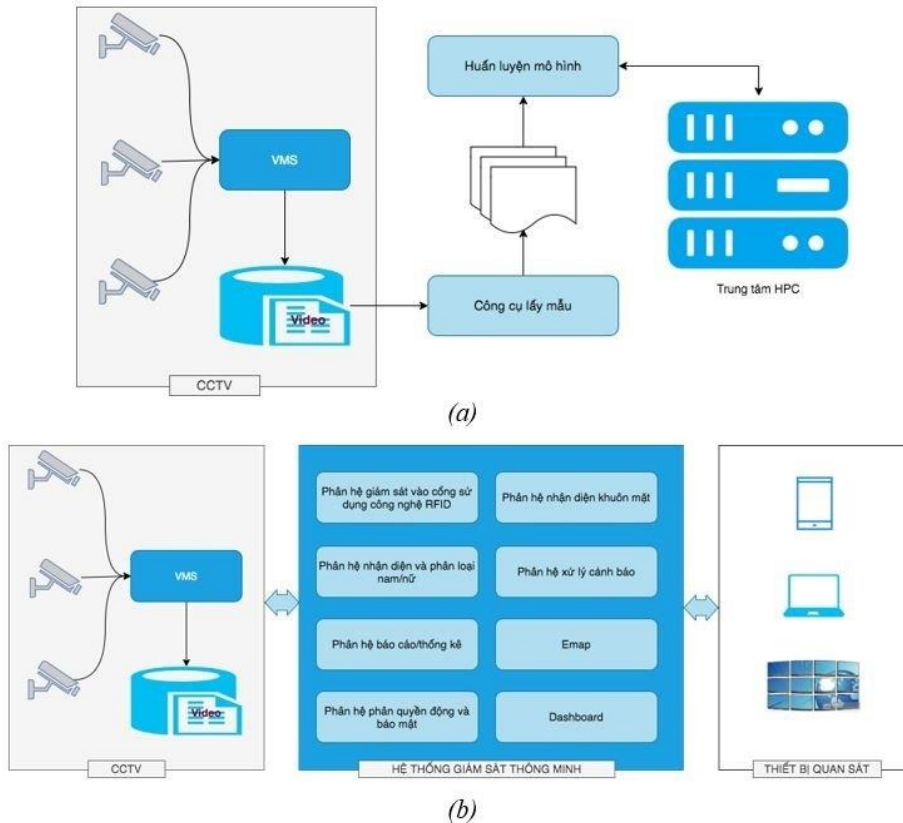 Huấn luyện mô hình
VMS
Trung tâm HPC
Công cụ lấy mẫu
Video
CCTV
(a)
Phân hệ giám sát vào cổng sử
dụng công nghệ RFID
Phân hệ nhận diện khuôn mặt
VMS
Phân hệ nhận diện và phân loại
nam/nữ
Phân hệ xử lý cảnh báo
Phân hệ báo cáo/thống kê
Emap
Video
Phân hệ phân quyền động và
bảo mật
Dashboard
CCTV
HỆ THỐNG GIÁM SÁT THÔNG MINH
THIẾT BỊ QUAN SÁT
(b)